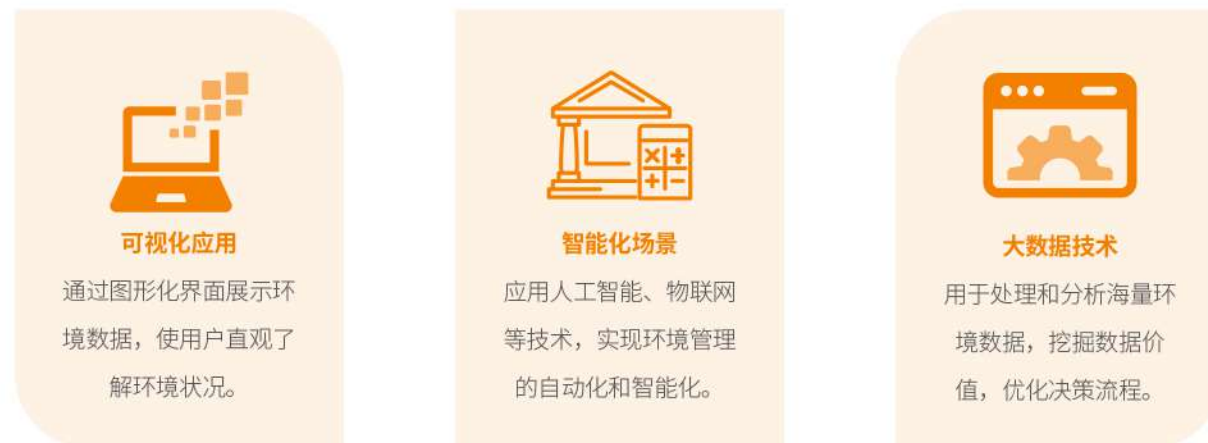 可视化应用
通过图形化界面展示环
境数据，使用户直观了
解环境状况。
智能化场景
应用人工智能、物联网
等技术，实现环境管理
的自动化和智能化。
大数据技术
用于处理和分析海量环
境数据，挖掘数据价
值，优化决策流程。